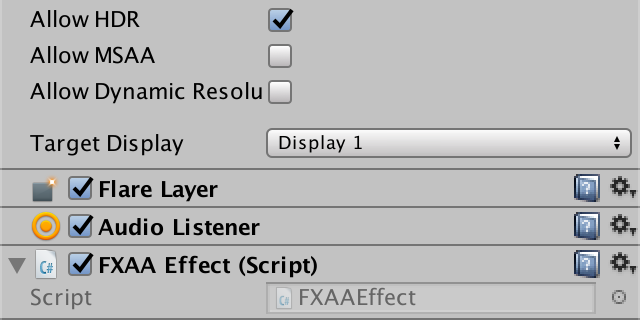 Allow HDR
Allow MSAA
Allow Dynamic Resolu
Target Display Display 1
Flare Layer
Audio Listener
C# FXAA Effect (Script)
Script C# FXAAEffect